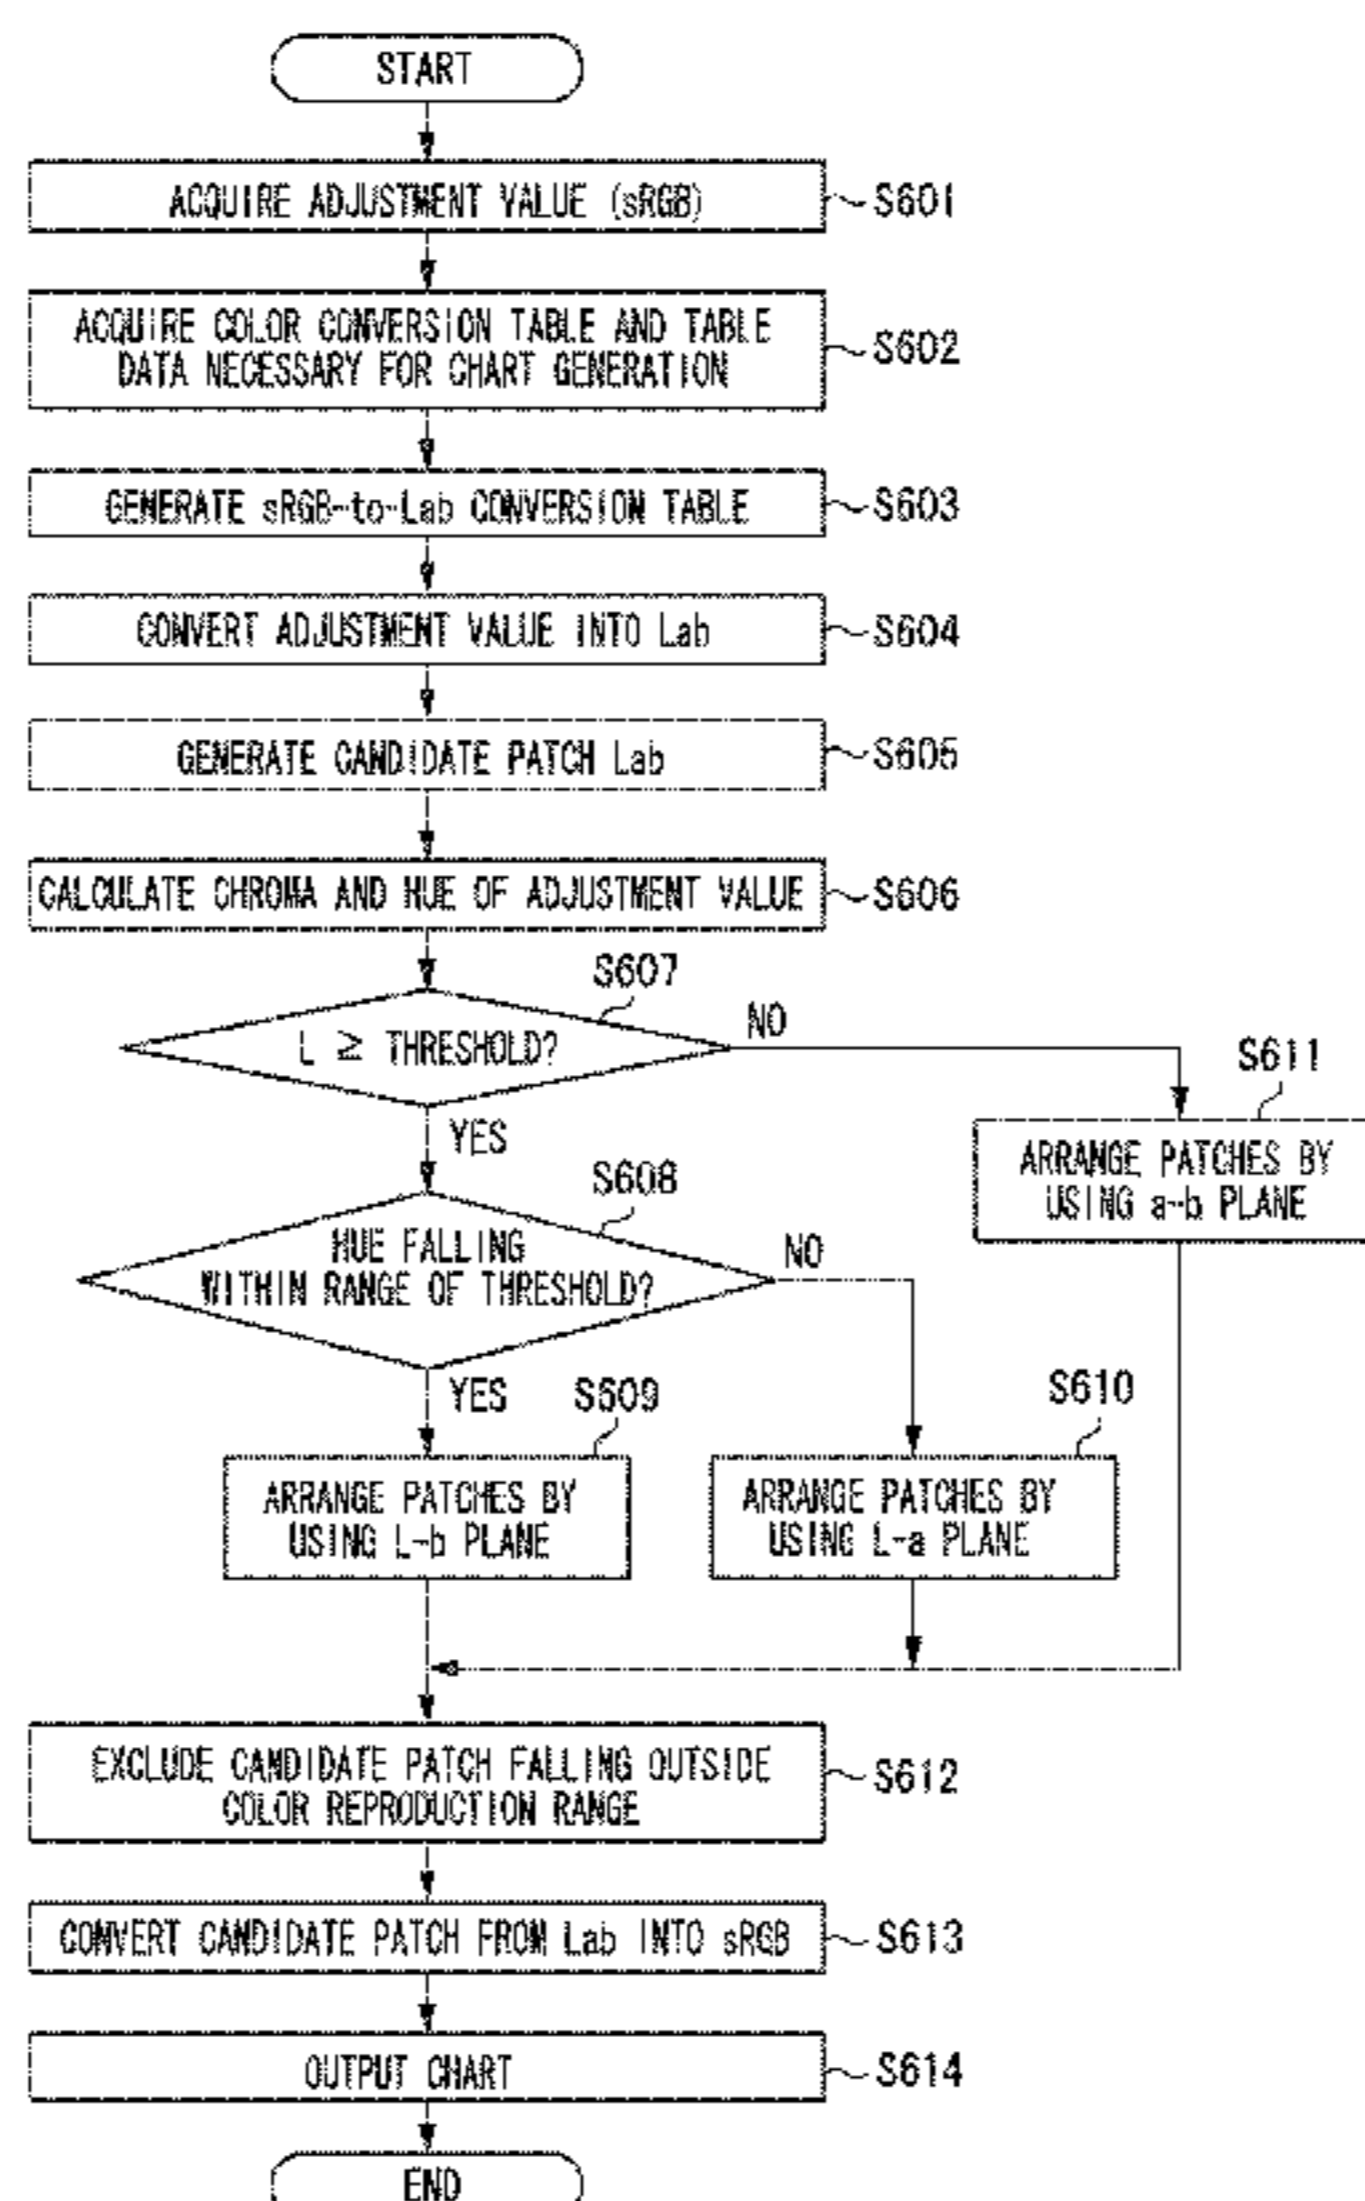 START
ACQUIRE ADJUSTMENT VALUE (sRGB)
S601
ACQUIRE COLOR CONVERSION TABLE AND TABLE
DATA NECESSARY FOR CHART GENERATION
S602
GENERATE sRGB-to-Lab CONVERSION TABLE
S603
CONVERT ADJUSTMENT VALUE INTO Lab
S604
GENERATE CANDIDATE PATCH Lab
S605
CALCULATE CHROMA AND HUE OF ADJUSTMENT VALUE
S606
S607
L ≥ THRESHOLD?
NO
YES
S611
ARRANGE PATCHES BY
USING a-b PLANE
S608
HUE FALLING
WITHIN RANGE OF THRESHOLD?
NO
YES
S609
ARRANGE PATCHES BY
USING L-b PLANE
S610
ARRANGE PATCHES BY
USING L-a PLANE
EXCLUDE CANDIDATE PATCH FALLING OUTSIDE
COLOR REPRODUCTION RANGE
S612
CONVERT CANDIDATE PATCH FROM Lab INTO sRGB
S613
OUTPUT CHART
S614
END